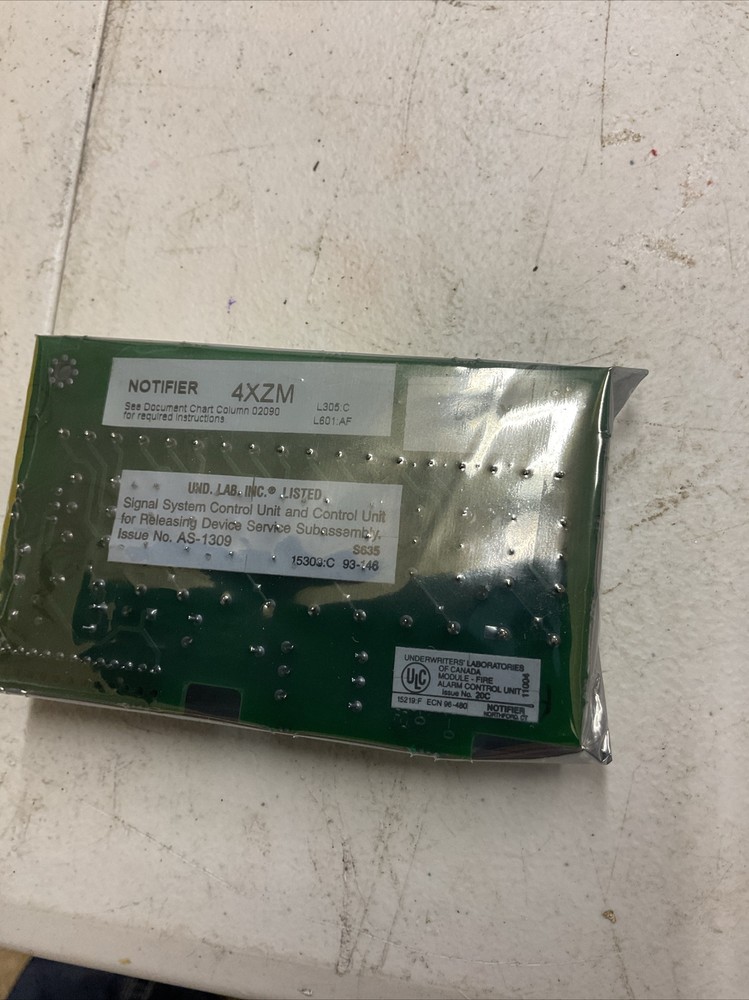 NOTIFIER 4XZM
See Document Chart Column 02090
for required instructions
L305:C
L601:AF
UND. LAB. INC.® LISTED
Signal System Control Unit and Control Unit
for Releasing Device Service Subassembly,
Issue No. AS-1309
S635
15309:C 93-146
UNDERWRITERS' LABORATORIES
OF CANADA
MODULE - FIRE
ALARM CONTROL UNIT
Issue No. 20C
ULC
11004
15219:F ECN 96-480
NOTIFIER
NORTHFORD, CT